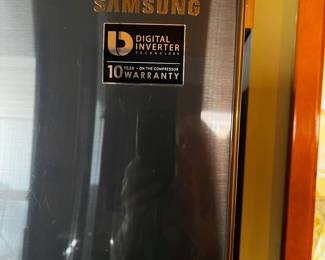 SAMSUNG
DIGITAL
INVERTER
TECHNOLOGY
10 YEAR - ON THE COMPRESSOR
WARRANTY